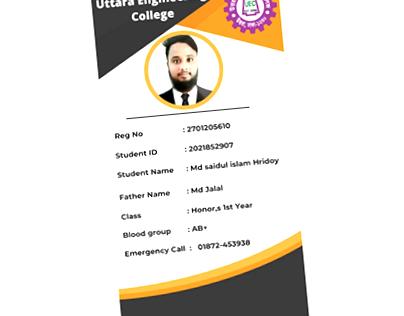 Uttara Engineering
College
UEC
Reg No : 2701205610
Student ID : 2021852907
Student Name : Md saidul islam Hridoy
Father Name : Md Jalal
Class : Honor,s 1st Year
Blood group : AB+
Emergency Call : 01872-453938